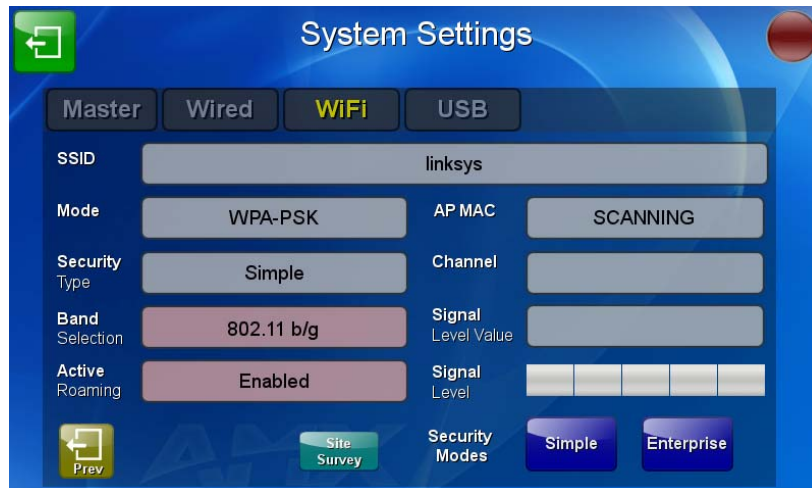 System Settings
Master
Wired
WiFi
USB
SSID
linksys
Mode
WPA-PSK
AP MAC
SCANNING
Security
Type
Simple
Channel
Band
Selection
802.11 b/g
Signal
Level Value
Active
Roaming
Enabled
Signal
Level
Prev
Site
Survey
Security
Modes
Simple
Enterprise
AMX